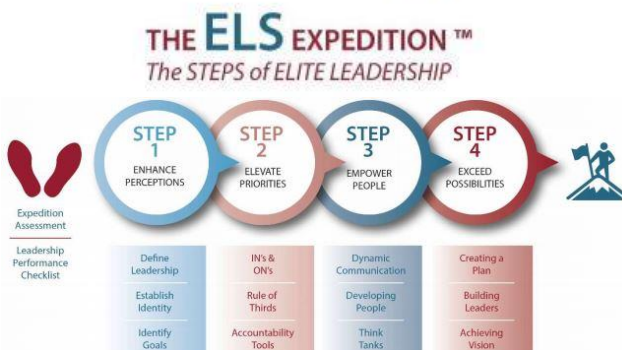 THE ELS EXPEDITION ™
The STEPS of ELITE LEADERSHIP
STEP
1
ENHANCE
PERCEPTIONS
STEP
2
ELEVATE
PRIORITIES
STEP
3
EMPOWER
PEOPLE
STEP
4
EXCEED
POSSIBILITIES
Expedition
Assessment
Leadership
Performance
Checklist
Define
Leadership
Establish
Identity
Identify
Goals
IN's &
ON's
Rule of
Thirds
Accountability
Tools
Dynamic
Communication
Developing
People
Think
Tanks
Creating a
Plan
Building
Leaders
Achieving
Vision